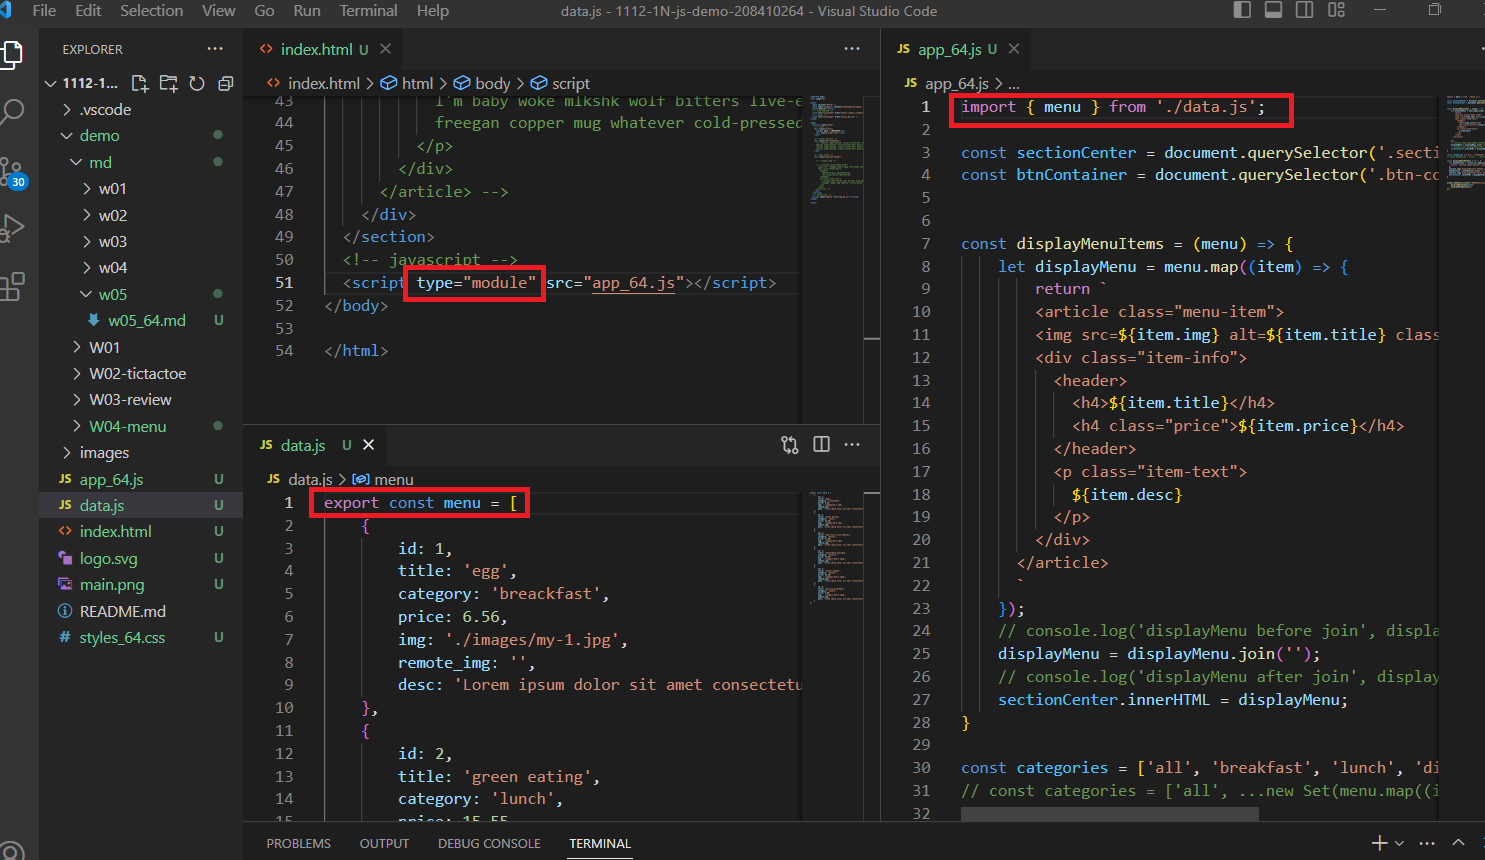 File Edit Selection View Go Run Terminal Help data.js - 1112-1N-js-demo-208410264 - Visual Studio Code
EXPLORER
1112-1...
.vscode
demo
md
w01
w02
w03
w04
w05
w05_64.md U
W01
W02-tictactoe
W03-review
W04-menu
images
JS app_64.js U
JS data.js U
<> index.html U
logo.svg U
main.png U
README.md
# styles_64.css U
30
<> index.html U
<> index.html > html > body > script
43 I'm baby woke mlkshk wolf bitters live-e
44 freegan copper mug whatever cold-pressed
45 </p>
46 </div>
47 </article> -->
48 </div>
49 </section>
50 <!-- javascript -->
51 <script type="module" src="app_64.js"></script>
52 </body>
53
54 </html>
JS data.js U
JS data.js > menu
1 export const menu = [
2 {
3 id: 1,
4 title: 'egg',
5 category: 'breackfast',
6 price: 6.56,
7 img: './images/my-1.jpg',
8 remote_img: '',
9 desc: 'Lorem ipsum dolor sit amet consectetu
10 },
11 {
12 id: 2,
13 title: 'green eating',
14 category: 'lunch',
15 price: 15.55
JS app_64.js U
JS app_64.js > ...
1 import { menu } from './data.js';
2
3 const sectionCenter = document.querySelector('.secti
4 const btnContainer = document.querySelector('.btn-co
5
6
7 const displayMenuItems = (menu) => {
8 let displayMenu = menu.map((item) => {
9 return `
10 <article class="menu-item">
11 <img src=${item.img} alt=${item.title} class
12 <div class="item-info">
13 <header>
14 <h4>${item.title}</h4>
15 <h4 class="price">${item.price}</h4>
16 </header>
17 <p class="item-text">
18 ${item.desc}
19 </p>
20 </div>
21 </article>
22 `
23 });
24 // console.log('displayMenu before join', displa
25 displayMenu = displayMenu.join('');
26 // console.log('displayMenu after join', display
27 sectionCenter.innerHTML = displayMenu;
28 }
29
30 const categories = ['all', 'breakfast', 'lunch', 'di
31 // const categories = ['all', ...new Set(menu.map((i
32
PROBLEMS OUTPUT DEBUG CONSOLE TERMINAL